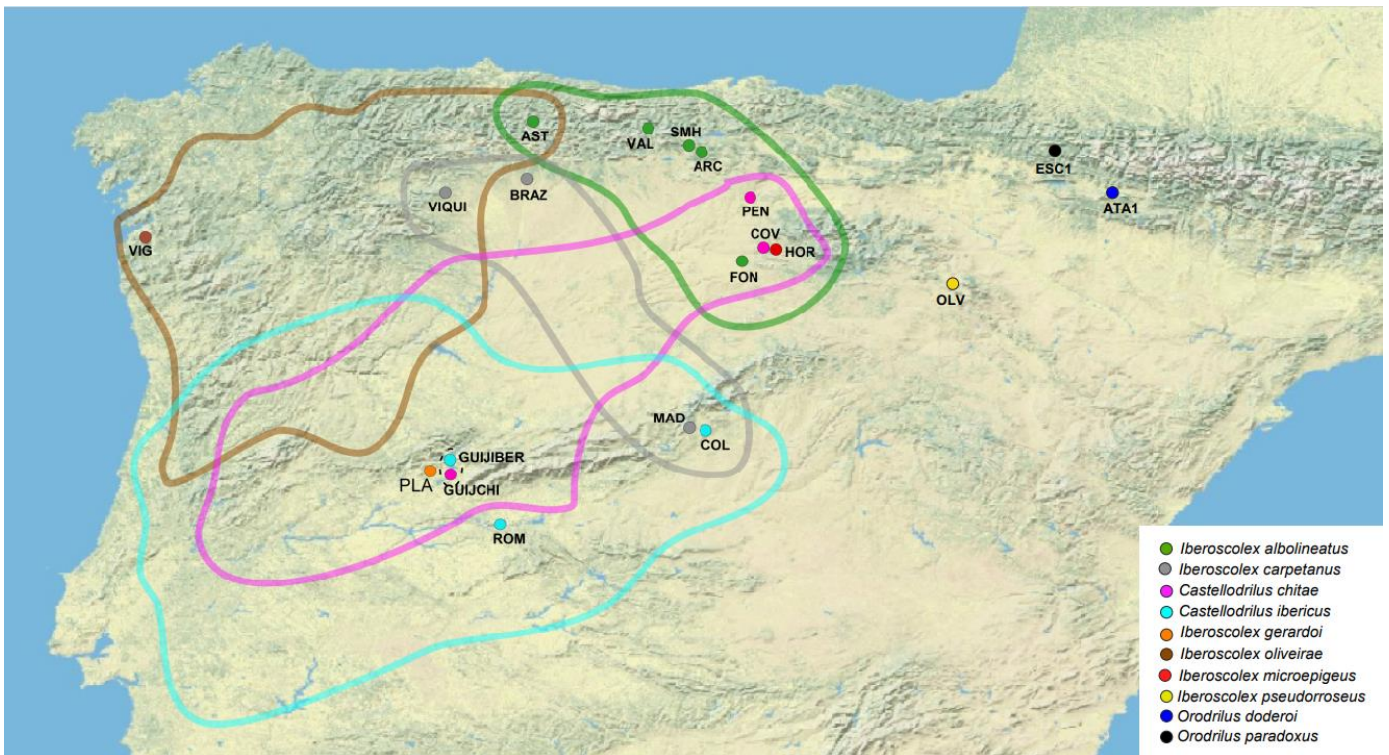 AST
VAL
SMH
ARC
ESC1
VIQUI
BRAZ
PEN
ATA1
VIG
COV
HOR
FON
OLV
MAD
COL
GUIJIBER
PLA
GUIJCHI
ROM
Iberoscolex albolineatus
Iberoscolex carpetanus
Castellodrilus chitae
Castellodrilus ibericus
Iberoscolex gerardoi
Iberoscolex oliveirae
Iberoscolex microepigeus
Iberoscolex pseudorroseus
Orodrilus doderoi
Orodrilus paradoxus